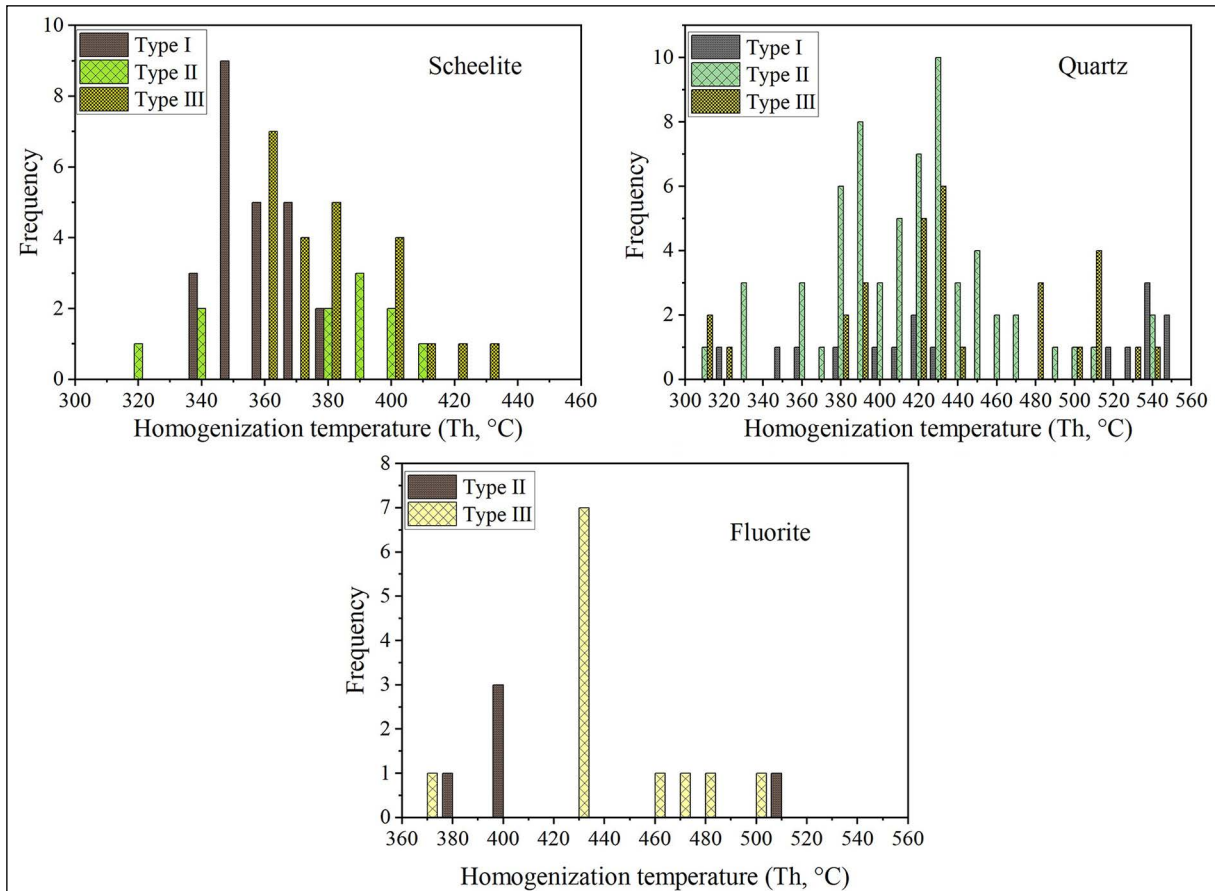 Scheelite
Type I
Type II
Type III
Frequency
10
8
6
4
2
0
300 320 340 360 380 400 420 440 460
Homogenization temperature (Th, °C)
Quartz
Type I
Type II
Type III
Frequency
10
8
6
4
2
0
300 320 340 360 380 400 420 440 460 480 500 520 540 560
Homogenization temperature (Th, °C)
Fluorite
Type II
Type III
Frequency
8
7
6
5
4
3
2
1
0
360 380 400 420 440 460 480 500 520 540 560
Homogenization temperature (Th, °C)